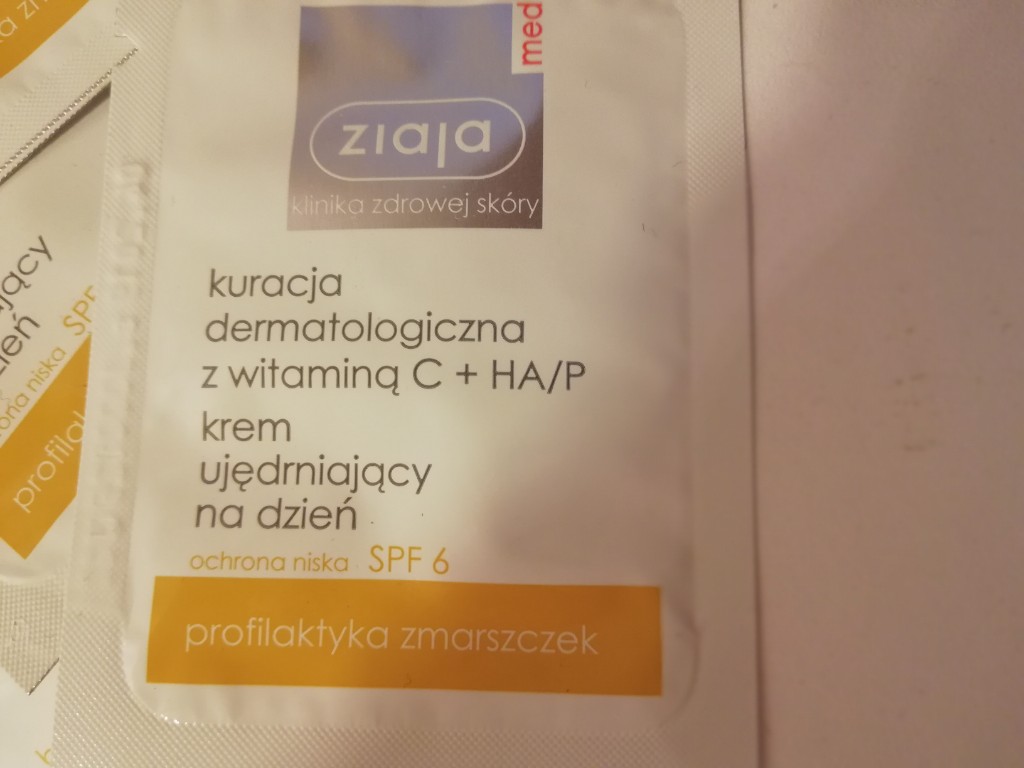 med
ziaja
klinika zdrowej skóry
kuracja
dermatologiczna
z witaminą C + HA/P
krem
ujędrniający
na dzień
ochrona niska SPF 6
profilaktyka zmarszczek